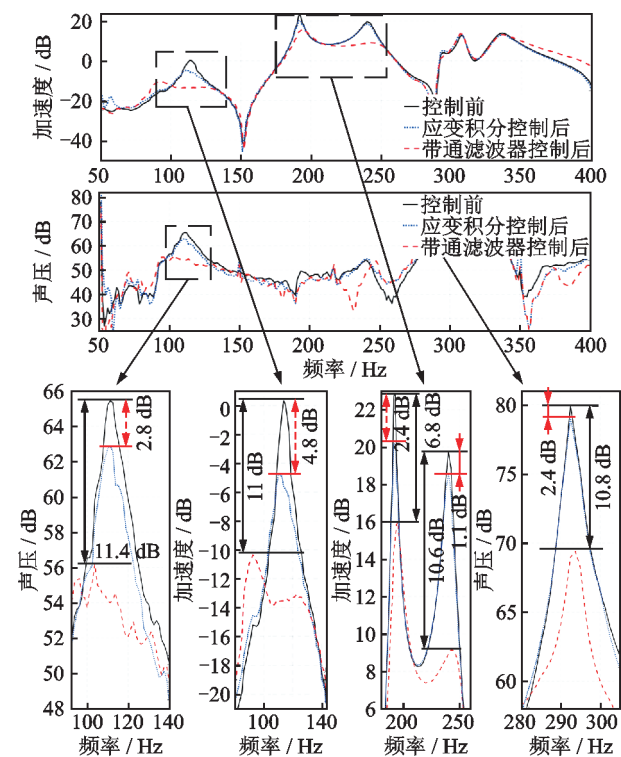 20
0
−20
−40
加速度 / dB
控制前
应变积分控制后
带通滤波器控制后
50 100 150 200 250 300 350 400
80
70
60
50
40
30
声压 / dB
控制前
应变积分控制后
带通滤波器控制后
50 100 150 200 250 300 350 400
频率 / Hz
66
64
62
60
58
56
54
52
50
48
声压 / dB
2.8 dB
11.4 dB
100 120 140
频率 / Hz
0
−2
−4
−6
−8
−10
−12
−14
−16
−18
−20
加速度 / dB
11 dB
4.8 dB
100 140
频率 / Hz
22
20
18
16
14
12
10
8
6
加速度 / dB
2.4 dB
6.8 dB
10.6 dB
1.1 dB
200 250
频率 / Hz
80
75
70
65
60
声压 / dB
2.4 dB
10.8 dB
280 290 300
频率 / Hz